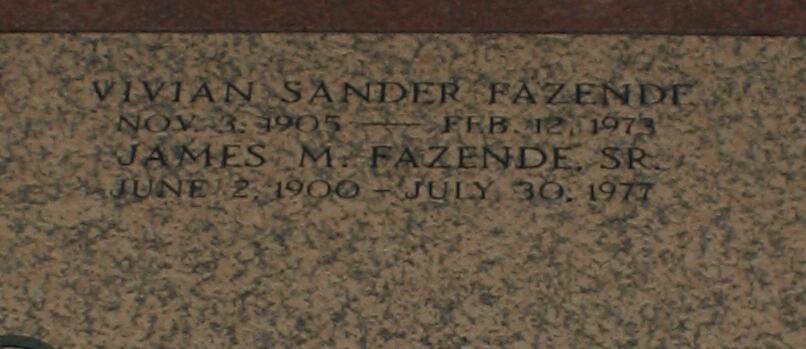 VIVIAN SANDER FAZENDE
NOV. 3, 1905 — FEB. 12, 1973
JAMES M. FAZENDE, SR.
JUNE 2, 1900 – JULY 30, 1977